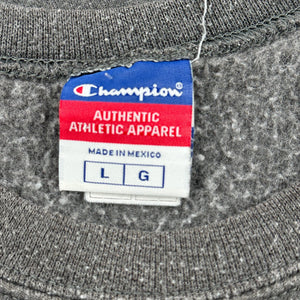 Champion®
AUTHENTIC
ATHLETIC APPAREL
MADE IN MEXICO
L G